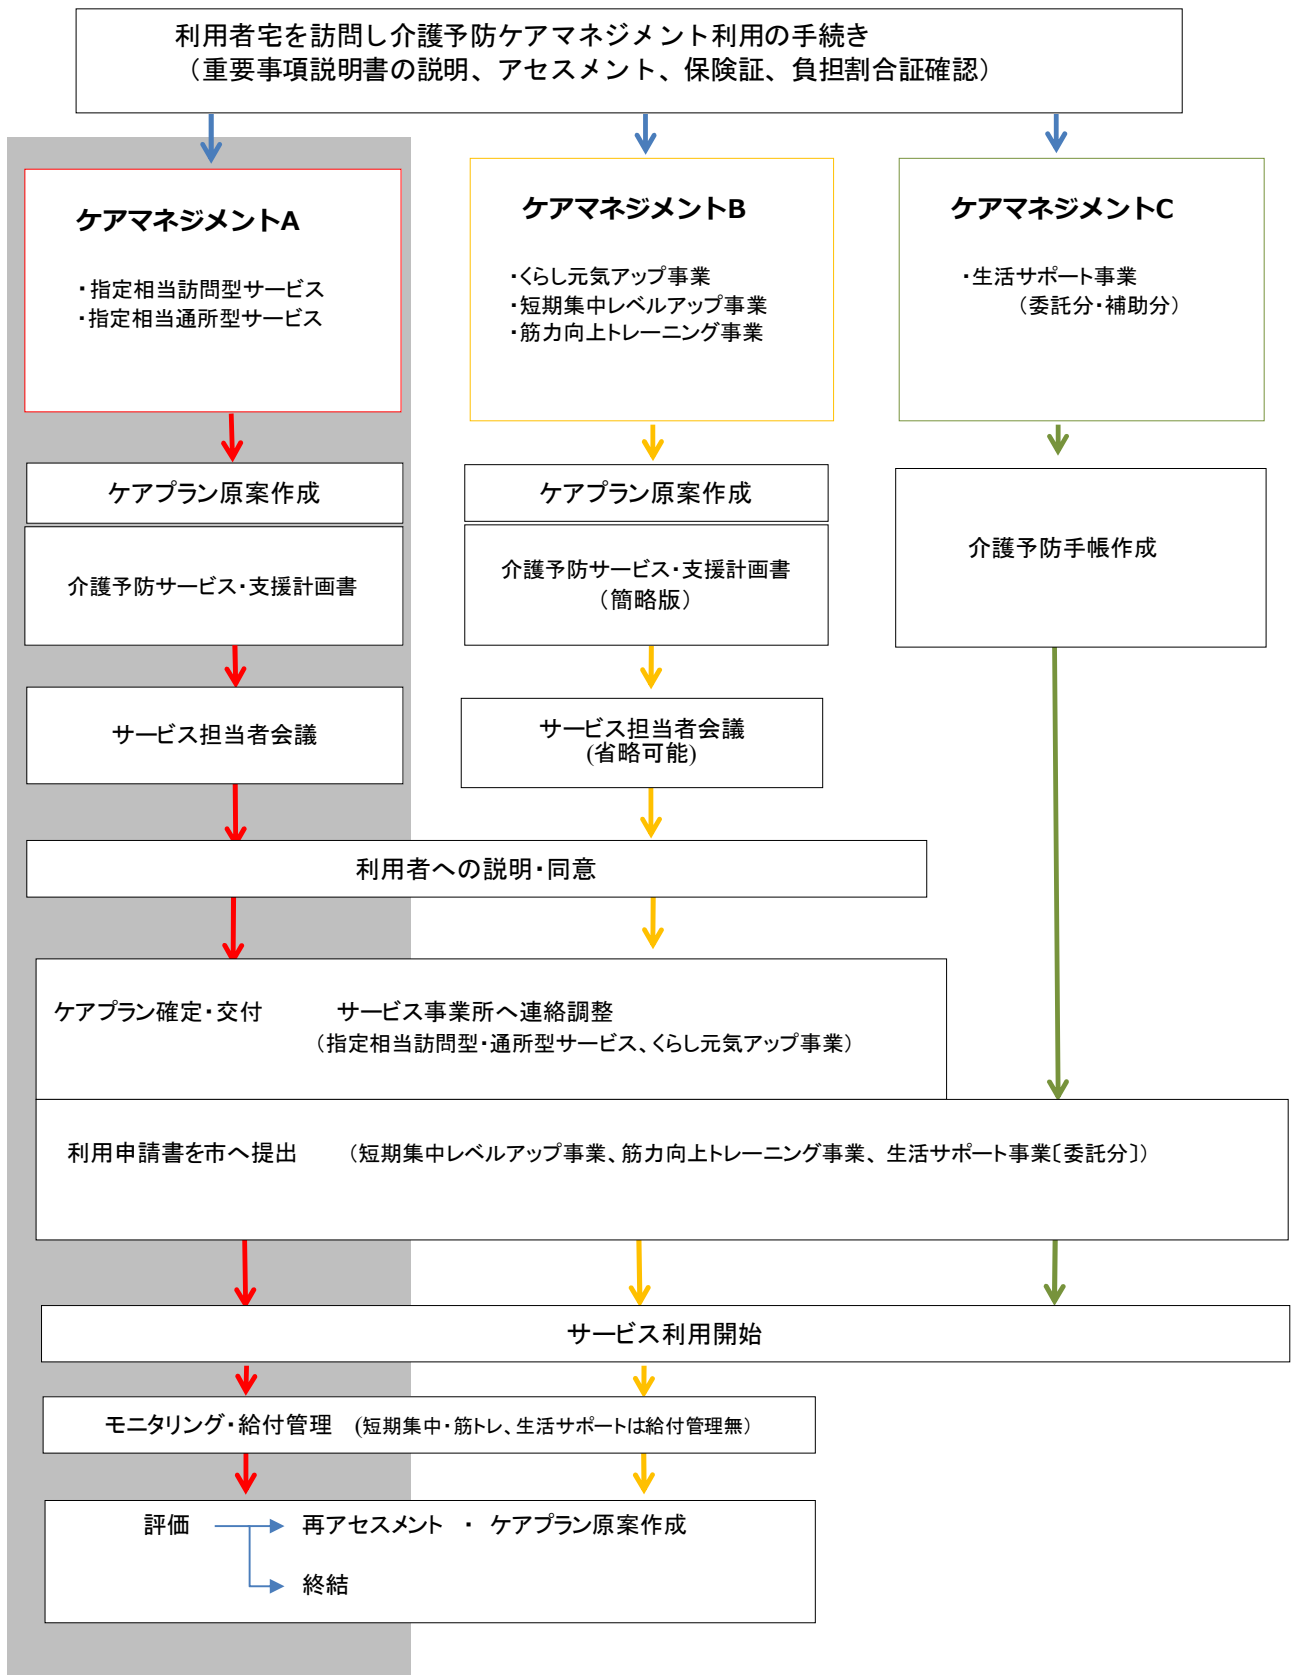 利用者宅を訪問し介護予防ケアマネジメント利用の手続き
（重要事項説明書の説明、アセスメント、保険証、負担割合証確認）
ケアマネジメントA
・指定相当訪問型サービス
・指定相当通所型サービス
ケアマネジメントB
・くらし元気アップ事業
・短期集中レベルアップ事業
・筋力向上トレーニング事業
ケアマネジメントC
・生活サポート事業
（委託分・補助分）
ケアプラン原案作成
介護予防サービス・支援計画書
ケアプラン原案作成
介護予防サービス・支援計画書
（簡略版）
介護予防手帳作成
サービス担当者会議
サービス担当者会議
(省略可能)
利用者への説明・同意
ケアプラン確定・交付　　　サービス事業所へ連絡調整
（指定相当訪問型・通所型サービス、くらし元気アップ事業）
利用申請書を市へ提出　　（短期集中レベルアップ事業、筋力向上トレーニング事業、生活サポート事業〔委託分〕）
サービス利用開始
モニタリング・給付管理　(短期集中・筋トレ、生活サポートは給付管理無）
評価　　　　再アセスメント　・　ケアプラン原案作成
終結